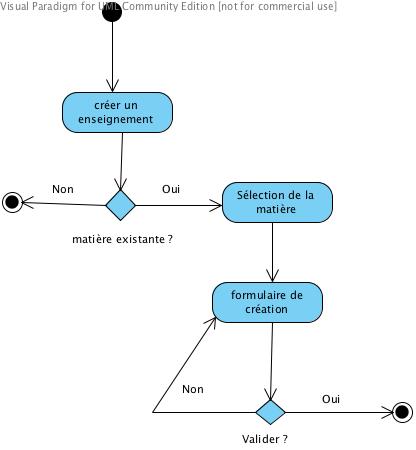 Visual Paradigm for UML Community Edition [not for commercial use]
créer un
enseignement
Non
Oui
Sélection de la
matière
matière existante ?
formulaire de
création
Non
Oui
Valider ?